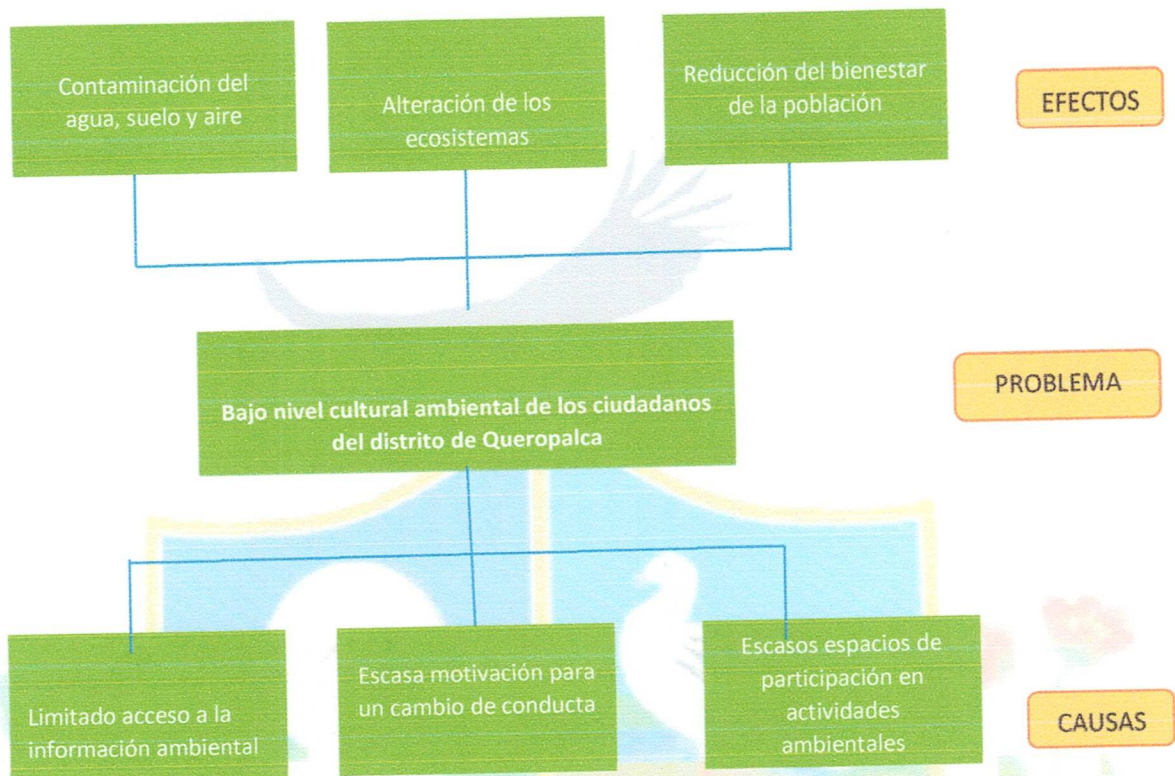 Contaminación del
agua, suelo y aire
Alteración de los
ecosistemas
Reducción del bienestar
de la población
EFECTOS
Bajo nivel cultural ambiental de los ciudadanos
del distrito de Queropalca
PROBLEMA
Limitado acceso a la
información ambiental
Escasa motivación para
un cambio de conducta
Escasos espacios de
participación en
actividades
ambientales
CAUSAS